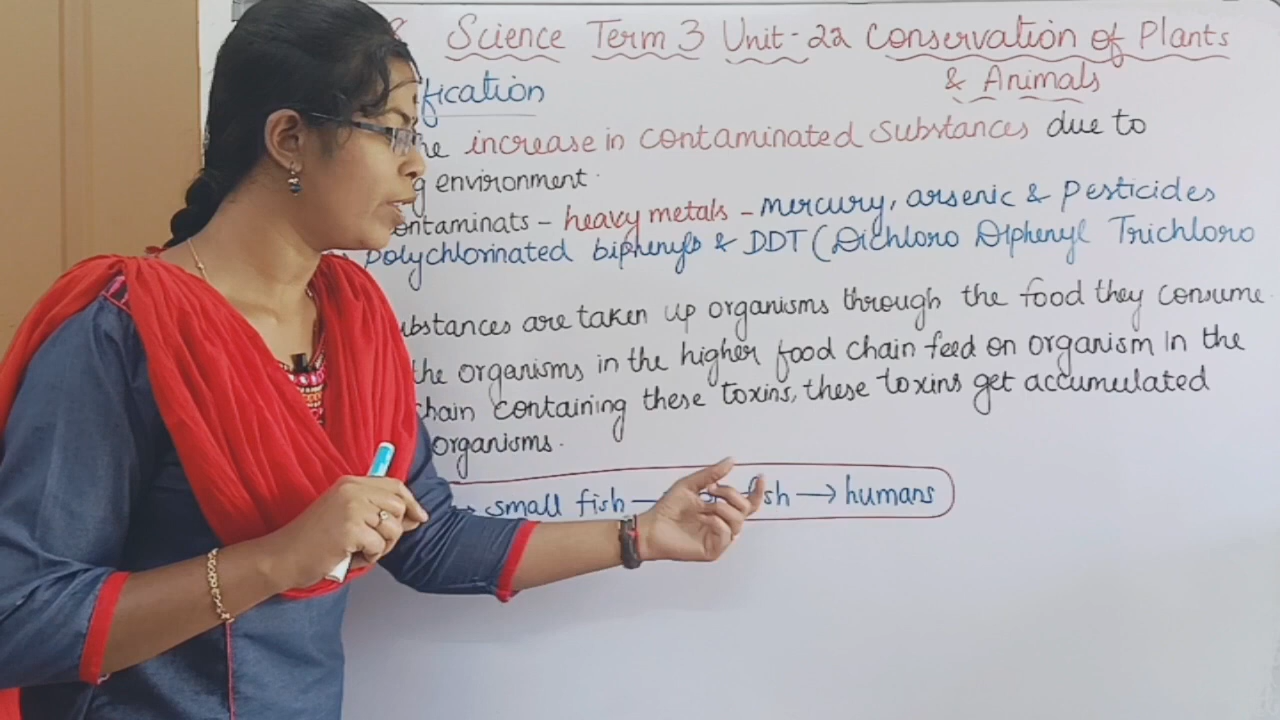 8 Science Term 3 Unit - 22 Conservation of Plants
& Animals
fication
he increase in contaminated substances due to
g environment.
ontaminats - heavy metals - mercury, arsenic & pesticides
polychlorinated biphenyls & DDT (Dichloro Diphenyl Trichloro
ubstances are taken up organisms through the food they consume.
the organisms in the higher food chain feed on organism in the
chain containing these toxins, these toxins get accumulated
organisms.
→ small fish → fish → humans